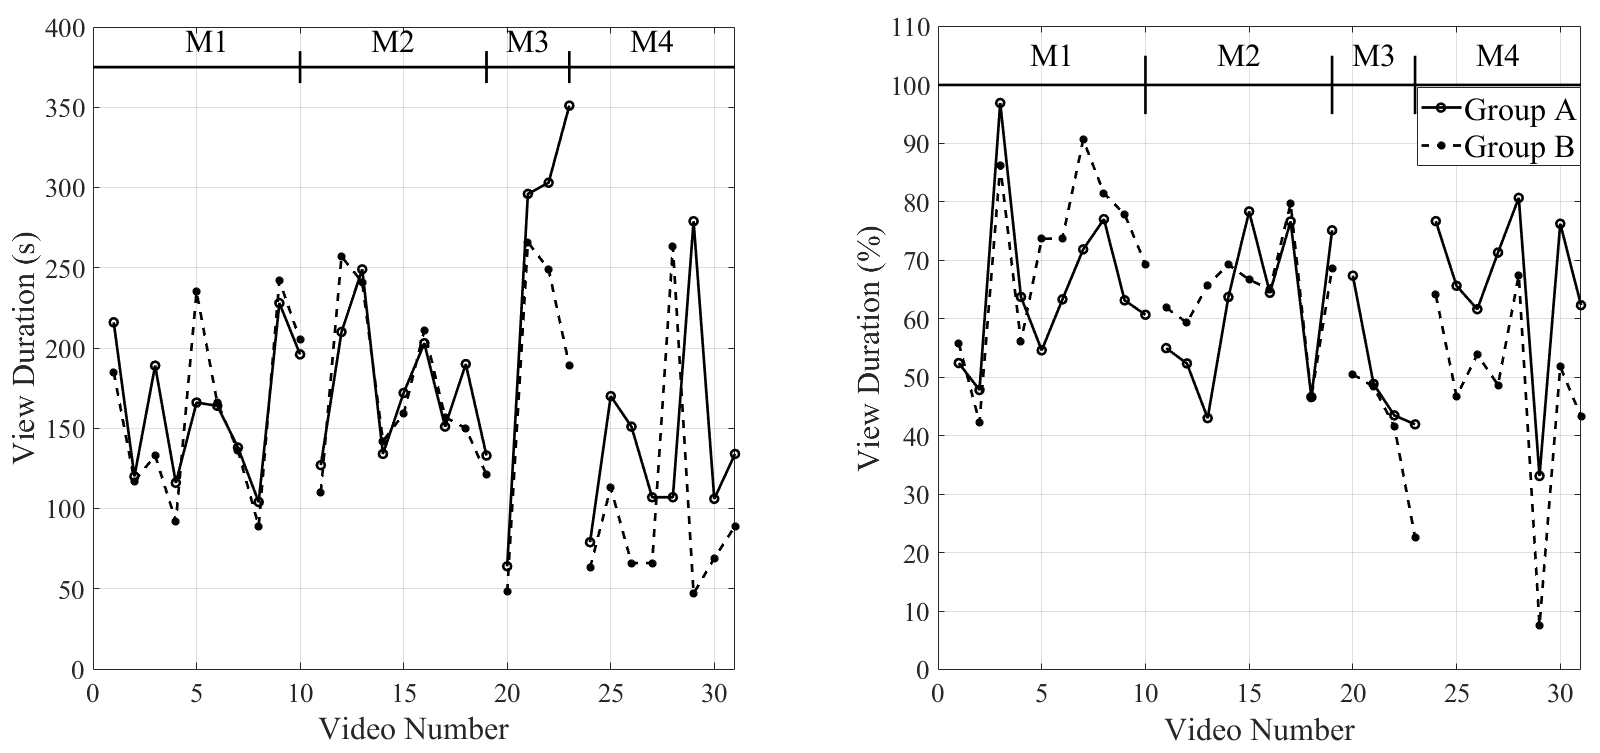 400
350
300
250
200
150
100
50
0
View Duration (s)
M1 M2 M3 M4
0 5 10 15 20 25 30
Video Number
110
100
90
80
70
60
50
40
30
20
10
0
View Duration (%)
M1 M2 M3 M4
Group A
Group B
0 5 10 15 20 25 30
Video Number